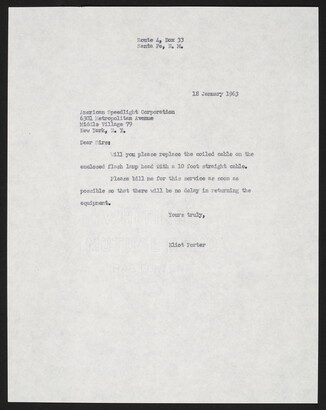 Route 4, Box 33
Santa Fe, N. M.
18 January 1963
American Speedlight Corporation
6301 Metropolitan Avenue
Middle Village 79
New York, N. Y.
Dear Sirs:
Will you please replace the coiled cable on the
enclosed flash lamp head with a 10 foot straight cable.
Please bill me for this service as soon as
possible so that there will be no delay in returning the
equipment.
Yours truly,
Eliot Porter